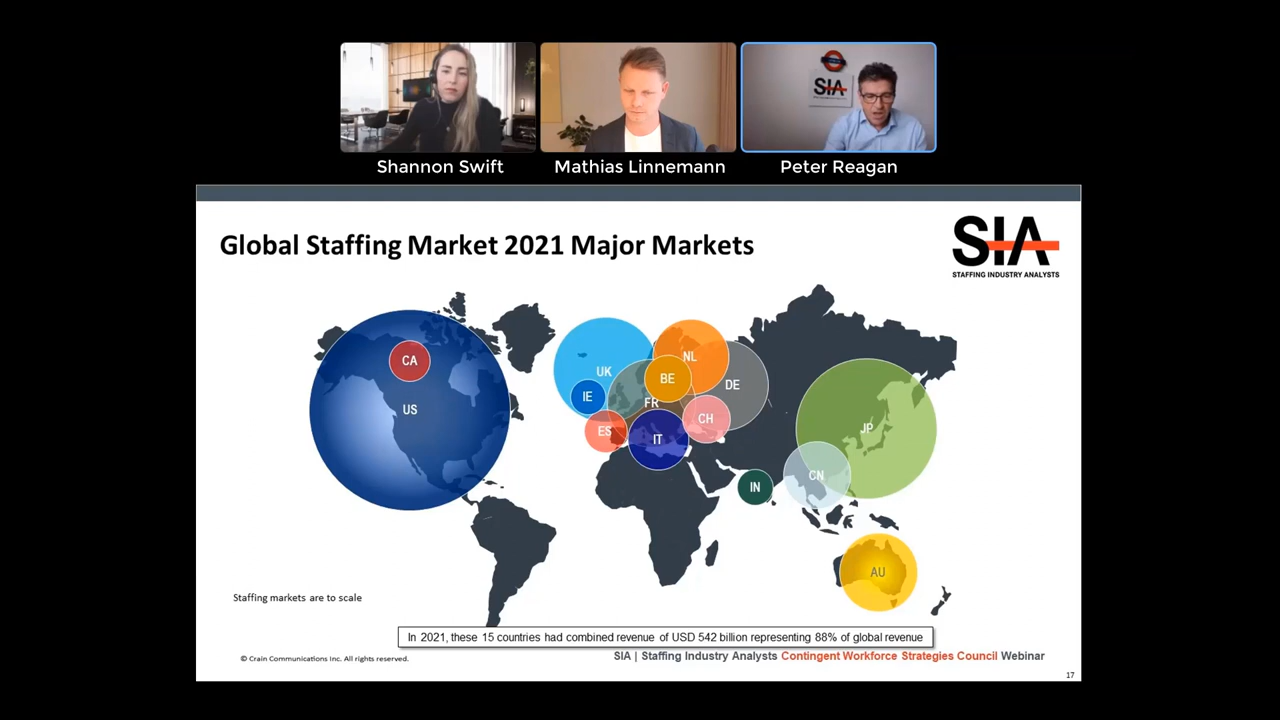 SIA
Shannon Swift
Mathias Linnemann
Peter Reagan
Global Staffing Market 2021 Major Markets
SIA
STAFFING INDUSTRY ANALYSTS
CA
US
UK
NL
BE
DE
IE
FR
CH
ES
IT
JP
CN
IN
AU
Staffing markets are to scale
In 2021, these 15 countries had combined revenue of USD 542 billion representing 88% of global revenue
© Crain Communications Inc. All rights reserved.
SIA | Staffing Industry Analysts Contingent Workforce Strategies Council Webinar
17